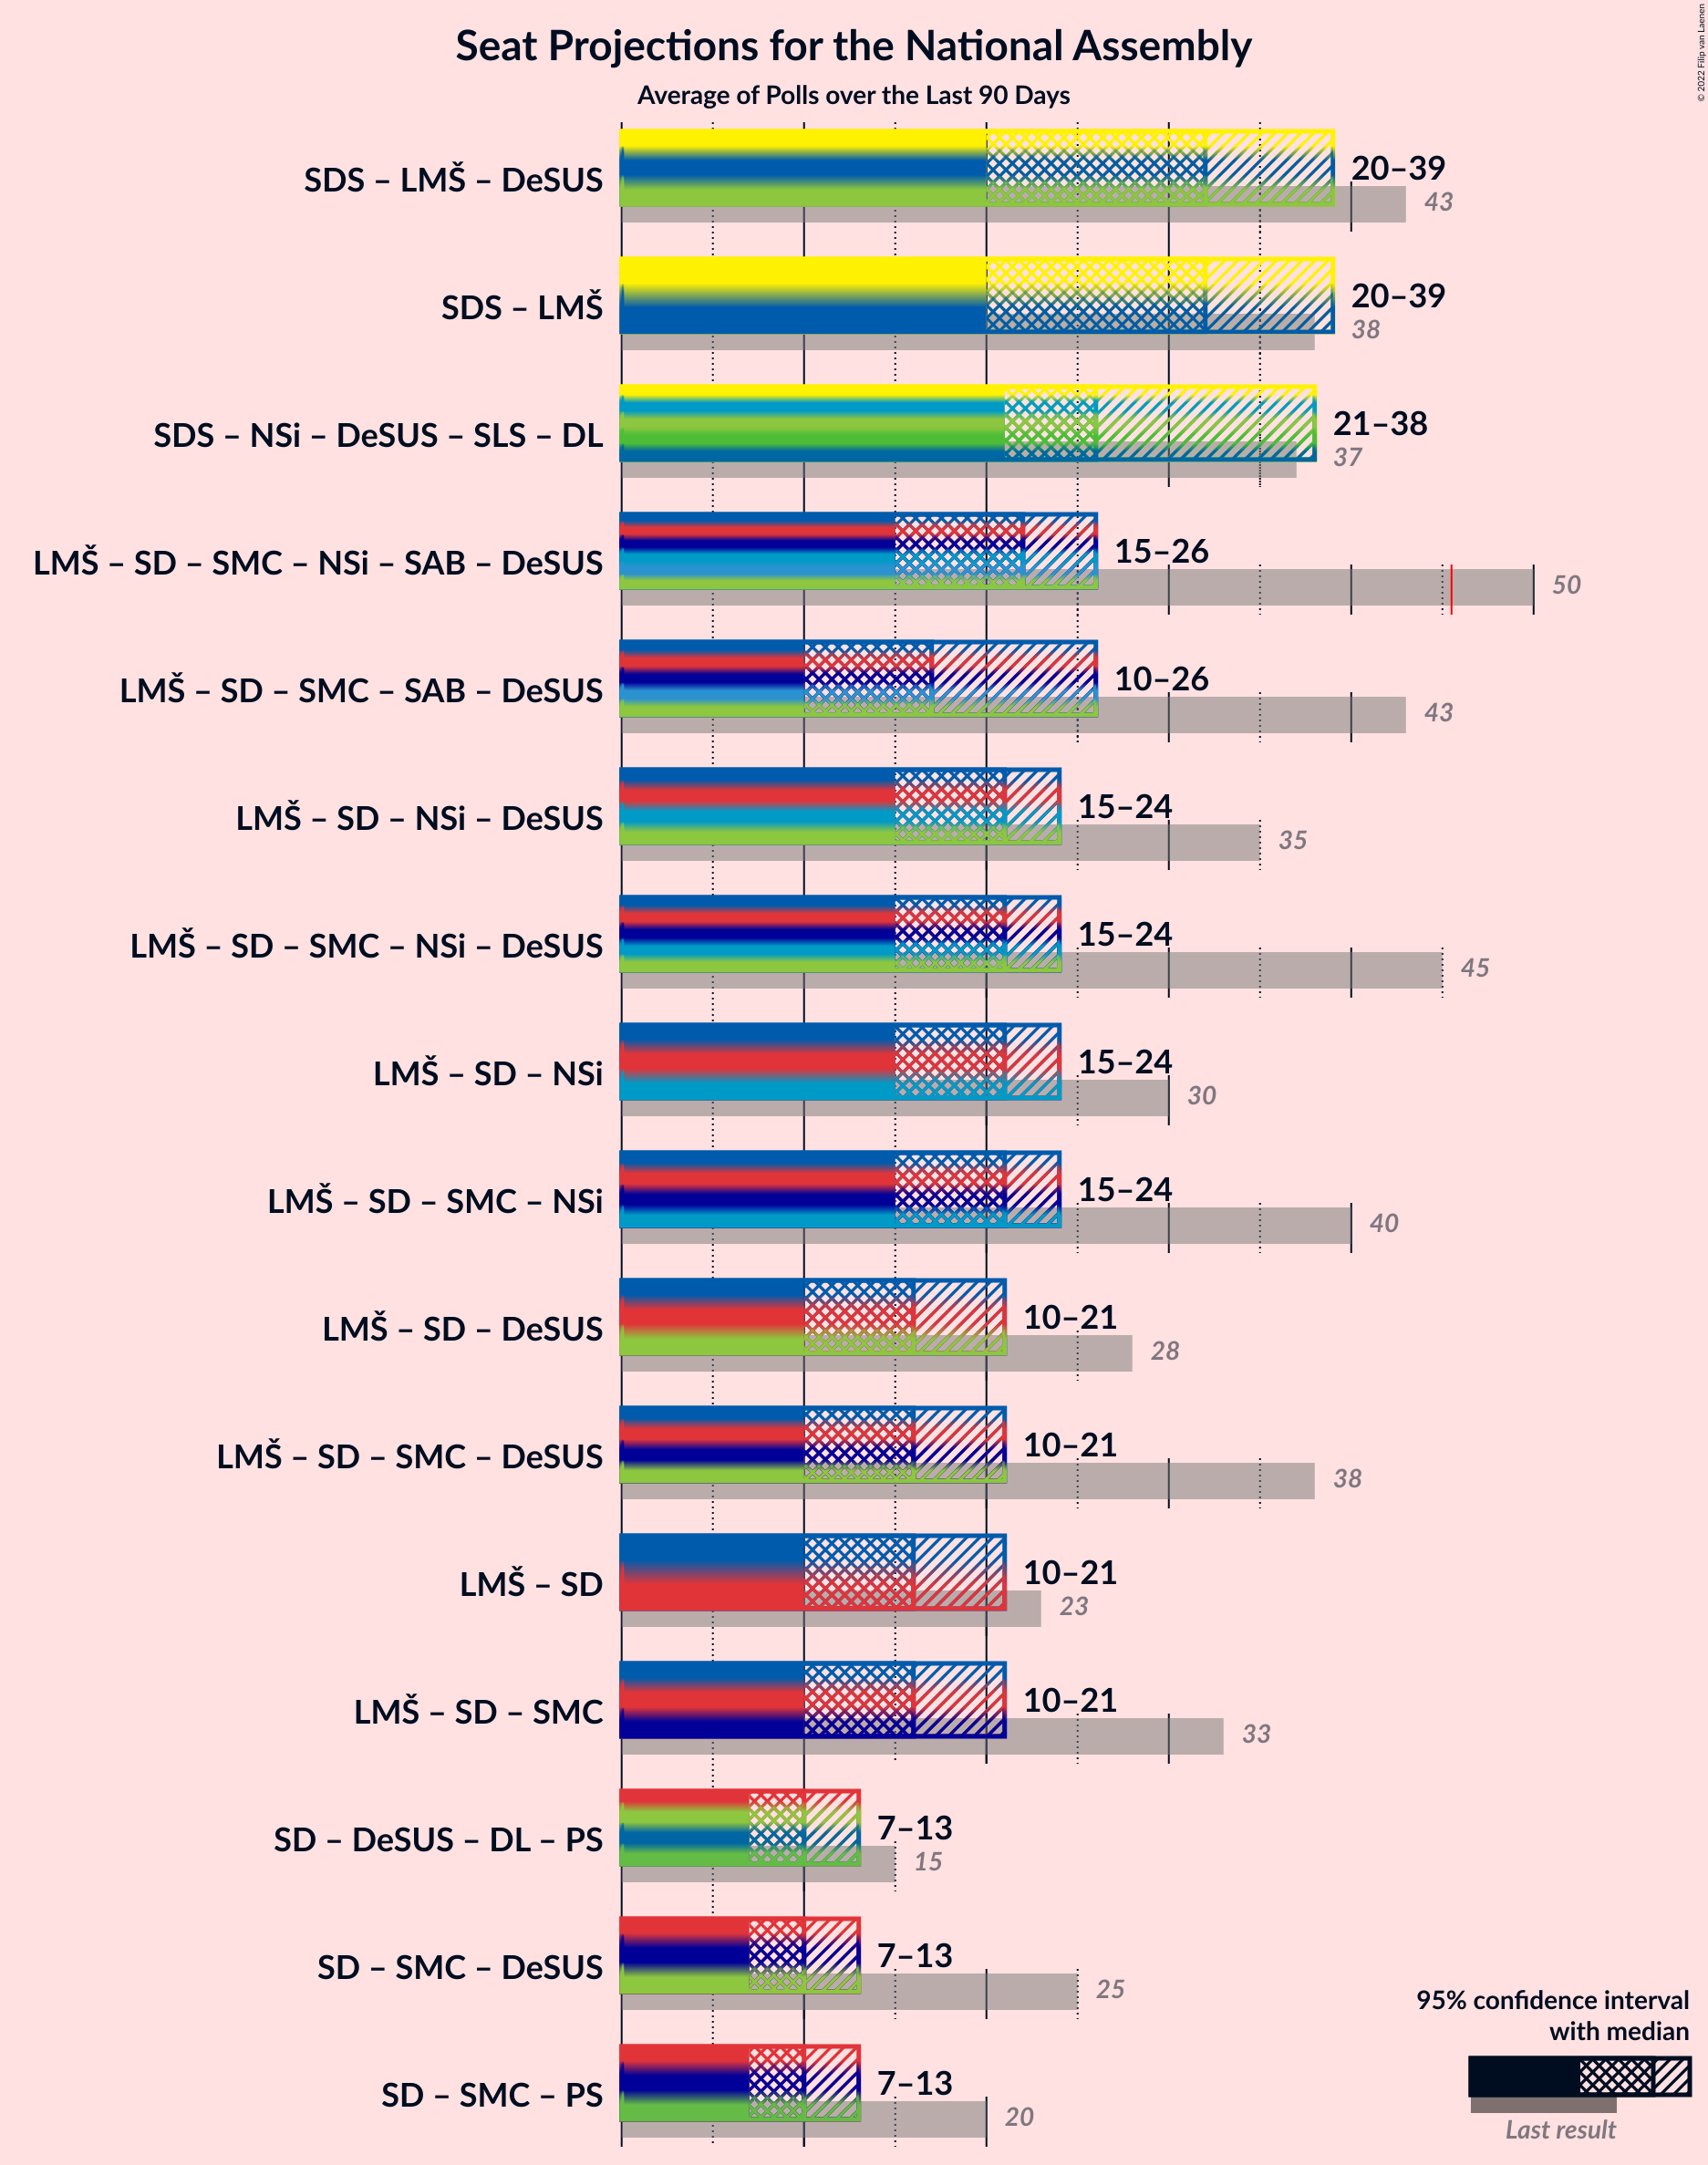 Seat Projections for the National Assembly
Average of Polls over the Last 90 Days
© 2022 Filip van Laenen
SDS – LMŠ – DeSUS
20–39
43
SDS – LMŠ
20–39
38
SDS – NSi – DeSUS – SLS – DL
21–38
37
LMŠ – SD – SMC – NSi – SAB – DeSUS
15–26
50
LMŠ – SD – SMC – SAB – DeSUS
10–26
43
LMŠ – SD – NSi – DeSUS
15–24
35
LMŠ – SD – SMC – NSi – DeSUS
15–24
45
LMŠ – SD – NSi
15–24
30
LMŠ – SD – SMC – NSi
15–24
40
LMŠ – SD – DeSUS
10–21
28
LMŠ – SD – SMC – DeSUS
10–21
38
LMŠ – SD
10–21
23
LMŠ – SD – SMC
10–21
33
SD – DeSUS – DL – PS
7–13
15
SD – SMC – DeSUS
7–13
25
SD – SMC – PS
7–13
20
95% confidence interval
with median
Last result